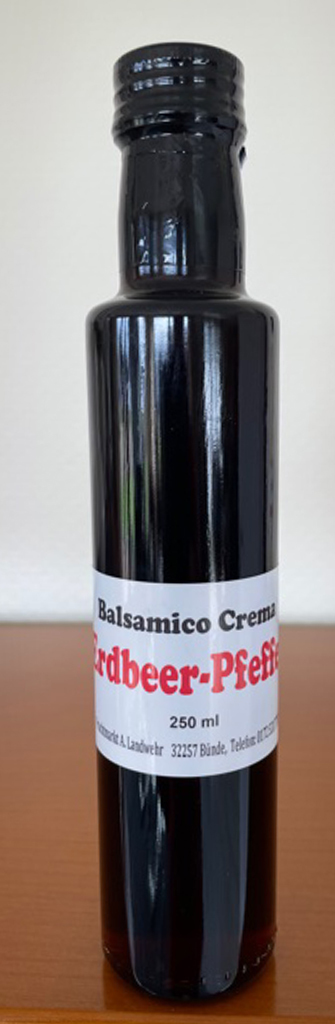 Balsamico Crema
Erdbeer-Pfeffe
250 ml
A. Landwehr 32257 Bünde, Telefon: